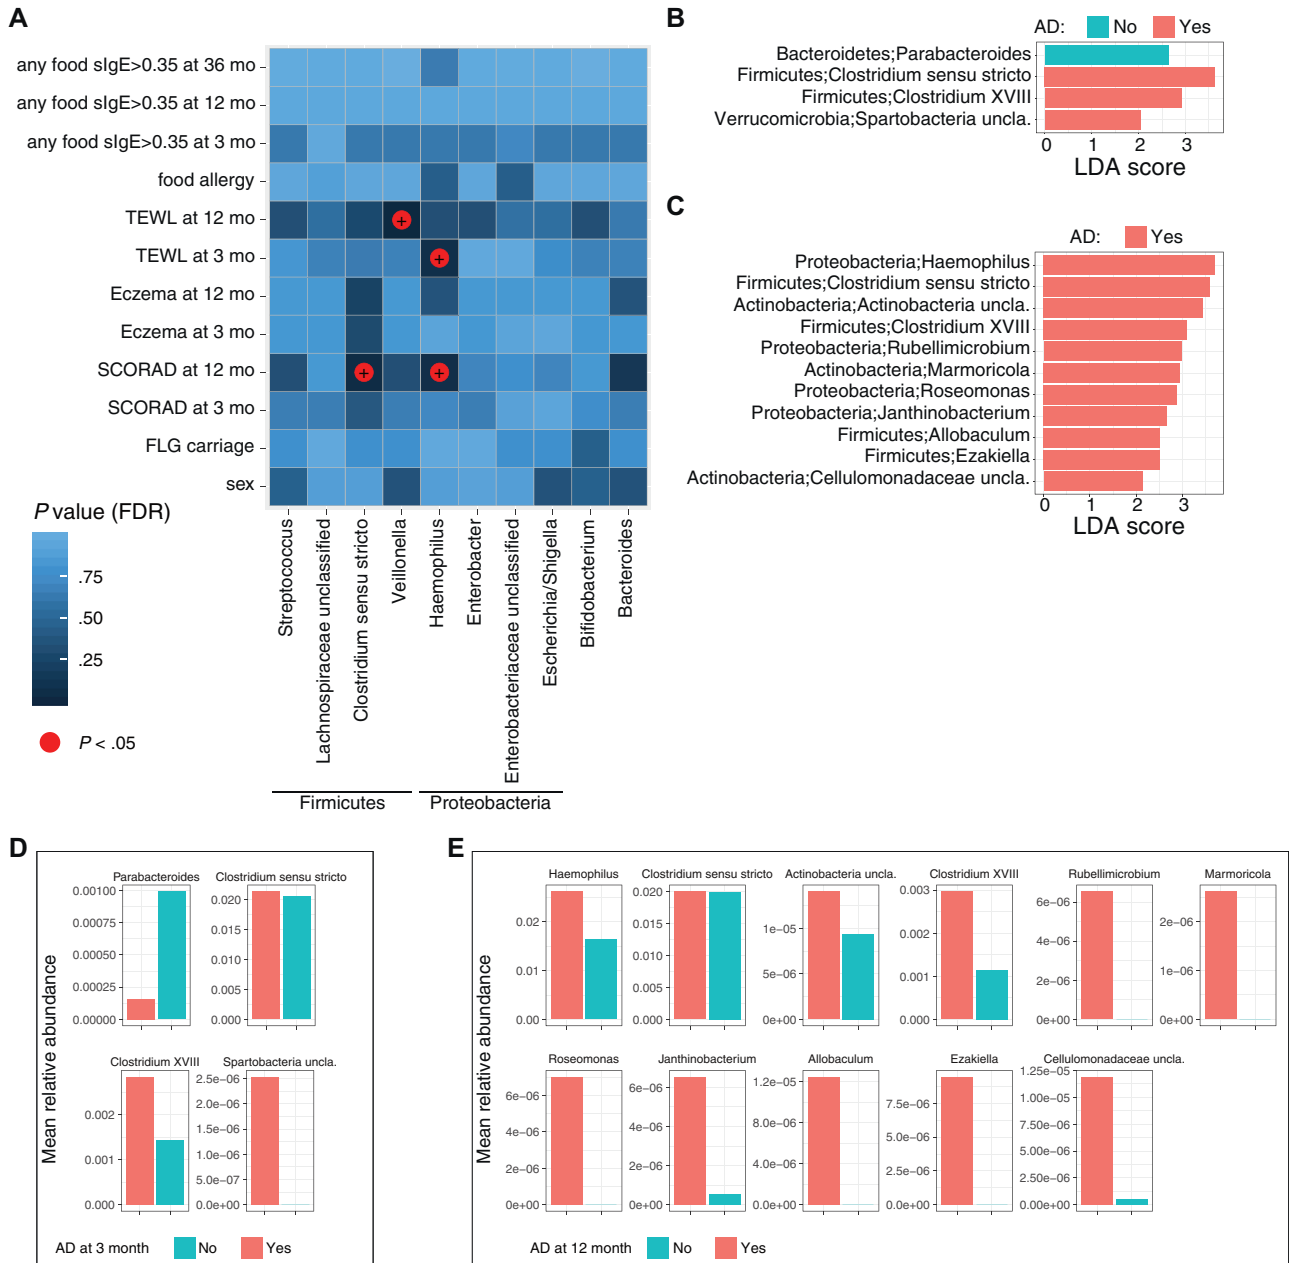 A
any food sIgE>0.35 at 36 mo
any food sIgE>0.35 at 12 mo
any food sIgE>0.35 at 3 mo
food allergy
TEWL at 12 mo
TEWL at 3 mo
Eczema at 12 mo
Eczema at 3 mo
SCORAD at 12 mo
SCORAD at 3 mo
FLG carriage
sex
P value (FDR)
.75
.50
.25
P < .05
+
+
+
+
Streptococcus
Lachnospiraceae unclassified
Clostridium sensu stricto
Veillonella
Haemophilus
Enterobacter
Enterobacteriaceae unclassified
Escherichia/Shigella
Bifidobacterium
Bacteroides
Firmicutes
Proteobacteria
B
AD: No Yes
Bacteroidetes;Parabacteroides
Firmicutes;Clostridium sensu stricto
Firmicutes;Clostridium XVIII
Verrucomicrobia;Spartobacteria uncla.
0 1 2 3
LDA score
C
AD: Yes
Proteobacteria;Haemophilus
Firmicutes;Clostridium sensu stricto
Actinobacteria;Actinobacteria uncla.
Firmicutes;Clostridium XVIII
Proteobacteria;Rubellimicrobium
Actinobacteria;Marmoricola
Proteobacteria;Roseomonas
Proteobacteria;Janthinobacterium
Firmicutes;Allobaculum
Firmicutes;Ezakiella
Actinobacteria;Cellulomonadaceae uncla.
0 1 2 3
LDA score
D
Mean relative abundance
Parabacteroides
0.00100
0.00075
0.00050
0.00025
0.00000
Clostridium sensu stricto
0.020
0.015
0.010
0.005
0.000
Clostridium XVIII
0.002
0.001
0.000
Spartobacteria uncla.
2.5e−06
2.0e−06
1.5e−06
1.0e−06
5.0e−07
0.0e+00
AD at 3 month No Yes
E
Mean relative abundance
Haemophilus
0.02
0.01
0.00
Clostridium sensu stricto
0.020
0.015
0.010
0.005
0.000
Actinobacteria uncla.
1e−05
5e−06
0e+00
Clostridium XVIII
0.003
0.002
0.001
0.000
Rubellimicrobium
6e−06
4e−06
2e−06
0e+00
Marmoricola
2e−06
1e−06
0e+00
Roseomonas
6e−06
4e−06
2e−06
0e+00
Janthinobacterium
6e−06
4e−06
2e−06
0e+00
Allobaculum
1.2e−05
8.0e−06
4.0e−06
0.0e+00
Ezakiella
7.5e−06
5.0e−06
2.5e−06
0.0e+00
Cellulomonadaceae uncla.
1.25e−05
1.00e−05
7.50e−06
5.00e−06
2.50e−06
0.00e+00
AD at 12 month No Yes